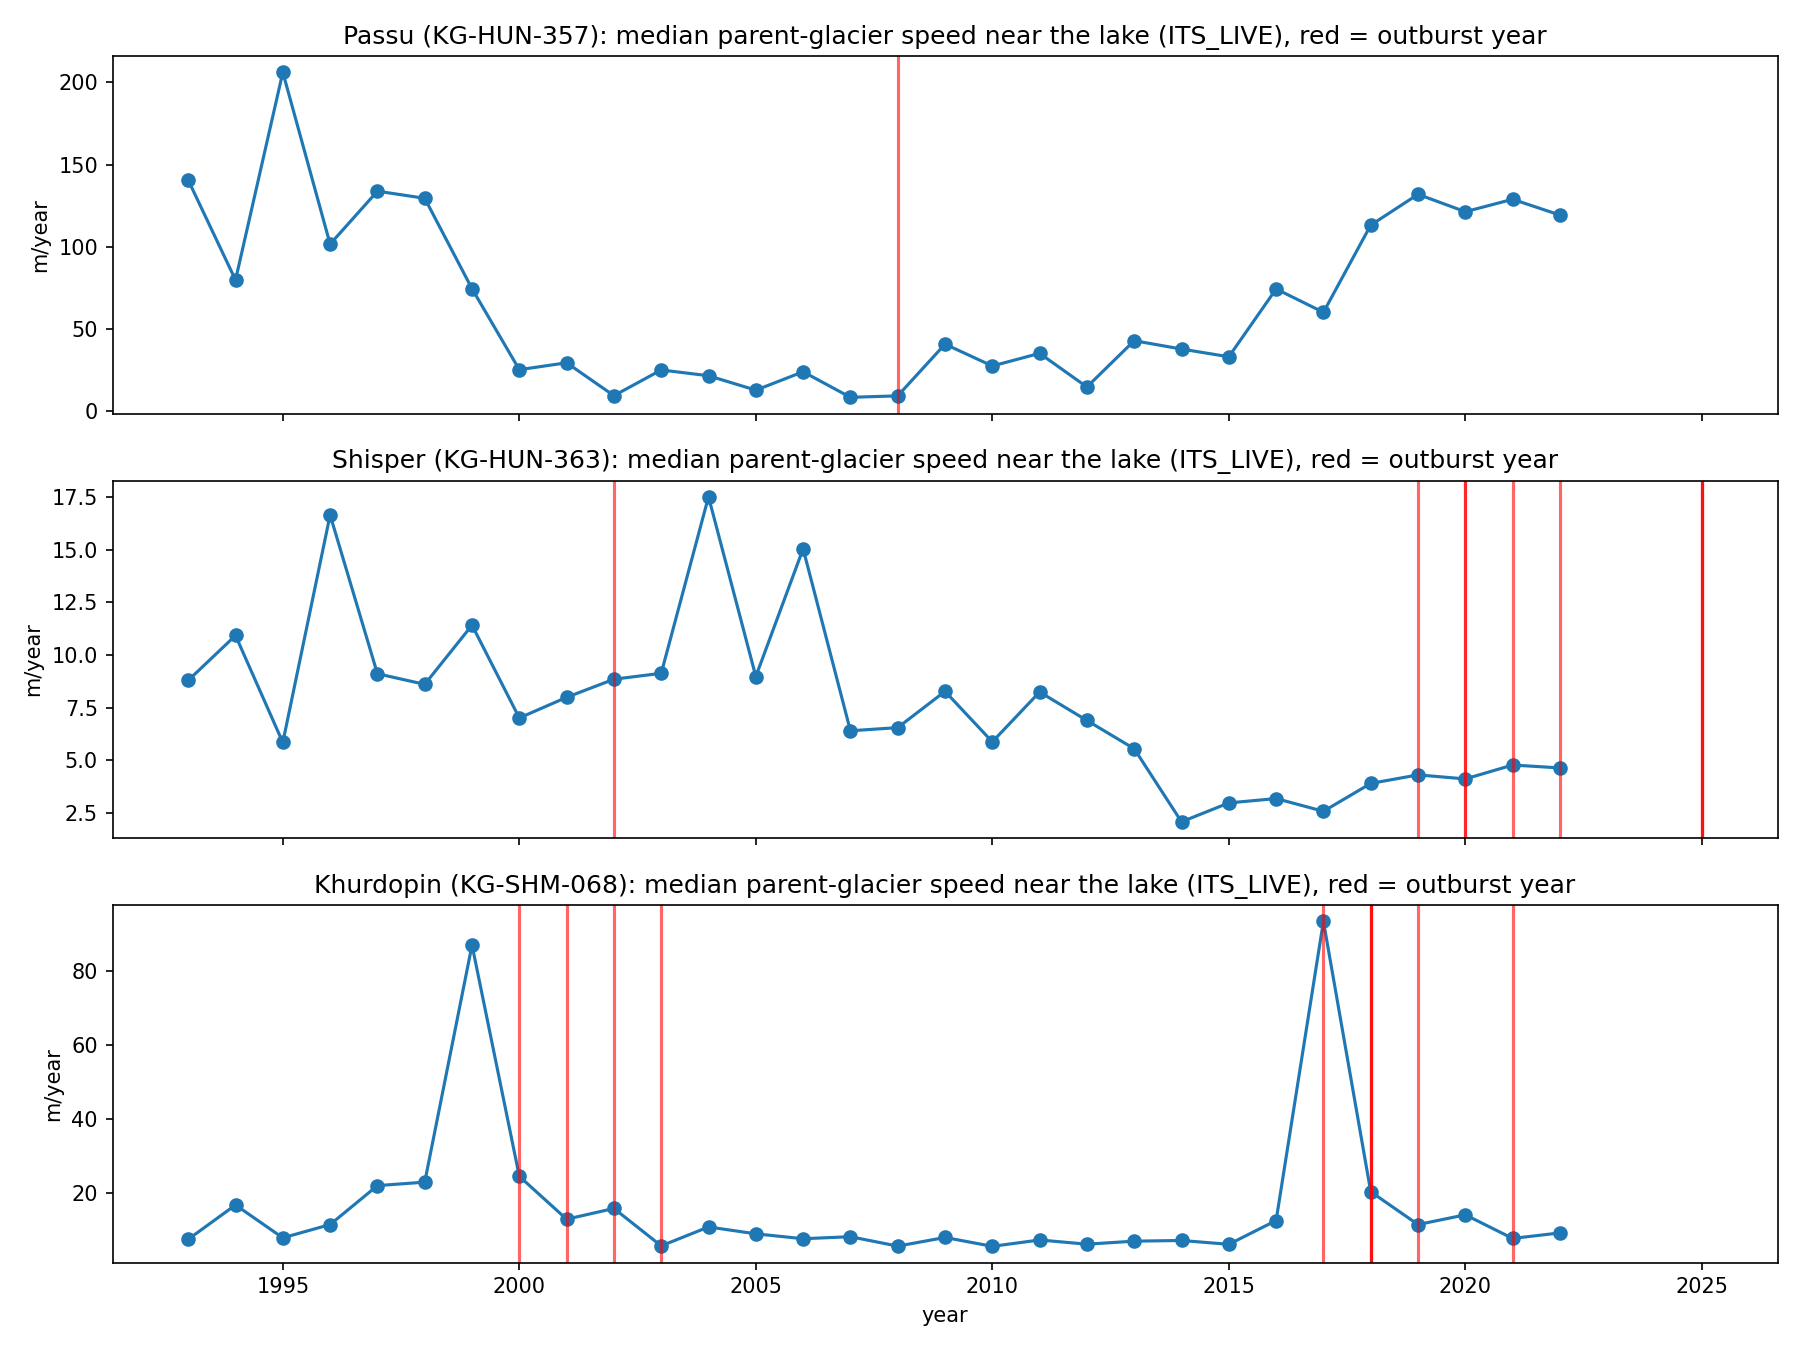 Passu (KG-HUN-357): median parent-glacier speed near the lake (ITS_LIVE), red = outburst year
200
150
100
50
0
m/year
Shisper (KG-HUN-363): median parent-glacier speed near the lake (ITS_LIVE), red = outburst year
17.5
15.0
12.5
10.0
7.5
5.0
2.5
m/year
Khurdopin (KG-SHM-068): median parent-glacier speed near the lake (ITS_LIVE), red = outburst year
80
60
40
20
m/year
1995 2000 2005 2010 2015 2020 2025
year